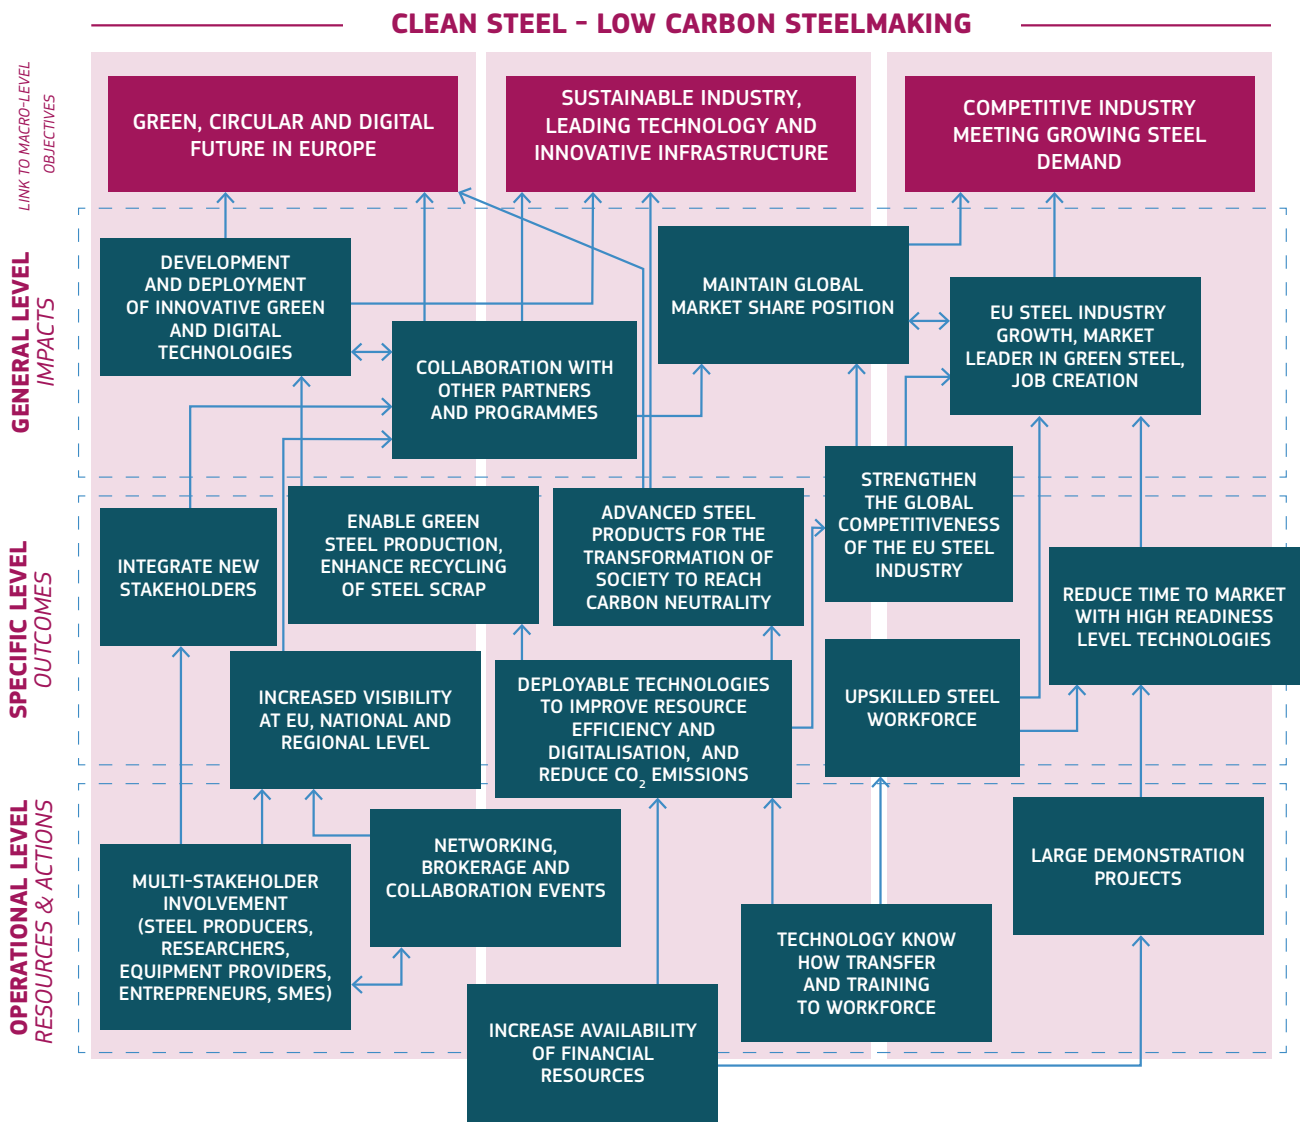 CLEAN STEEL – LOW CARBON STEELMAKING
LINK TO MACRO-LEVEL
OBJECTIVES
GREEN, CIRCULAR AND DIGITAL
FUTURE IN EUROPE
SUSTAINABLE INDUSTRY,
LEADING TECHNOLOGY AND
INNOVATIVE INFRASTRUCTURE
COMPETITIVE INDUSTRY
MEETING GROWING STEEL
DEMAND
GENERAL LEVEL
IMPACTS
DEVELOPMENT
AND DEPLOYMENT
OF INNOVATIVE GREEN
AND DIGITAL
TECHNOLOGIES
COLLABORATION WITH
OTHER PARTNERS
AND PROGRAMMES
MAINTAIN GLOBAL
MARKET SHARE POSITION
EU STEEL INDUSTRY
GROWTH, MARKET
LEADER IN GREEN STEEL,
JOB CREATION
SPECIFIC LEVEL
OUTCOMES
INTEGRATE NEW
STAKEHOLDERS
ENABLE GREEN
STEEL PRODUCTION,
ENHANCE RECYCLING
OF STEEL SCRAP
ADVANCED STEEL
PRODUCTS FOR THE
TRANSFORMATION OF
SOCIETY TO REACH
CARBON NEUTRALITY
STRENGTHEN
THE GLOBAL
COMPETITIVENESS
OF THE EU STEEL
INDUSTRY
REDUCE TIME TO MARKET
WITH HIGH READINESS
LEVEL TECHNOLOGIES
INCREASED VISIBILITY
AT EU, NATIONAL AND
REGIONAL LEVEL
DEPLOYABLE TECHNOLOGIES
TO IMPROVE RESOURCE
EFFICIENCY AND
DIGITALISATION, AND
REDUCE CO₂ EMISSIONS
UPSKILLED STEEL
WORKFORCE
OPERATIONAL LEVEL
RESOURCES & ACTIONS
MULTI-STAKEHOLDER
INVOLVEMENT
(STEEL PRODUCERS,
RESEARCHERS,
EQUIPMENT PROVIDERS,
ENTREPRENEURS, SMES)
NETWORKING,
BROKERAGE AND
COLLABORATION EVENTS
INCREASE AVAILABILITY
OF FINANCIAL
RESOURCES
TECHNOLOGY KNOW
HOW TRANSFER
AND TRAINING
TO WORKFORCE
LARGE DEMONSTRATION
PROJECTS